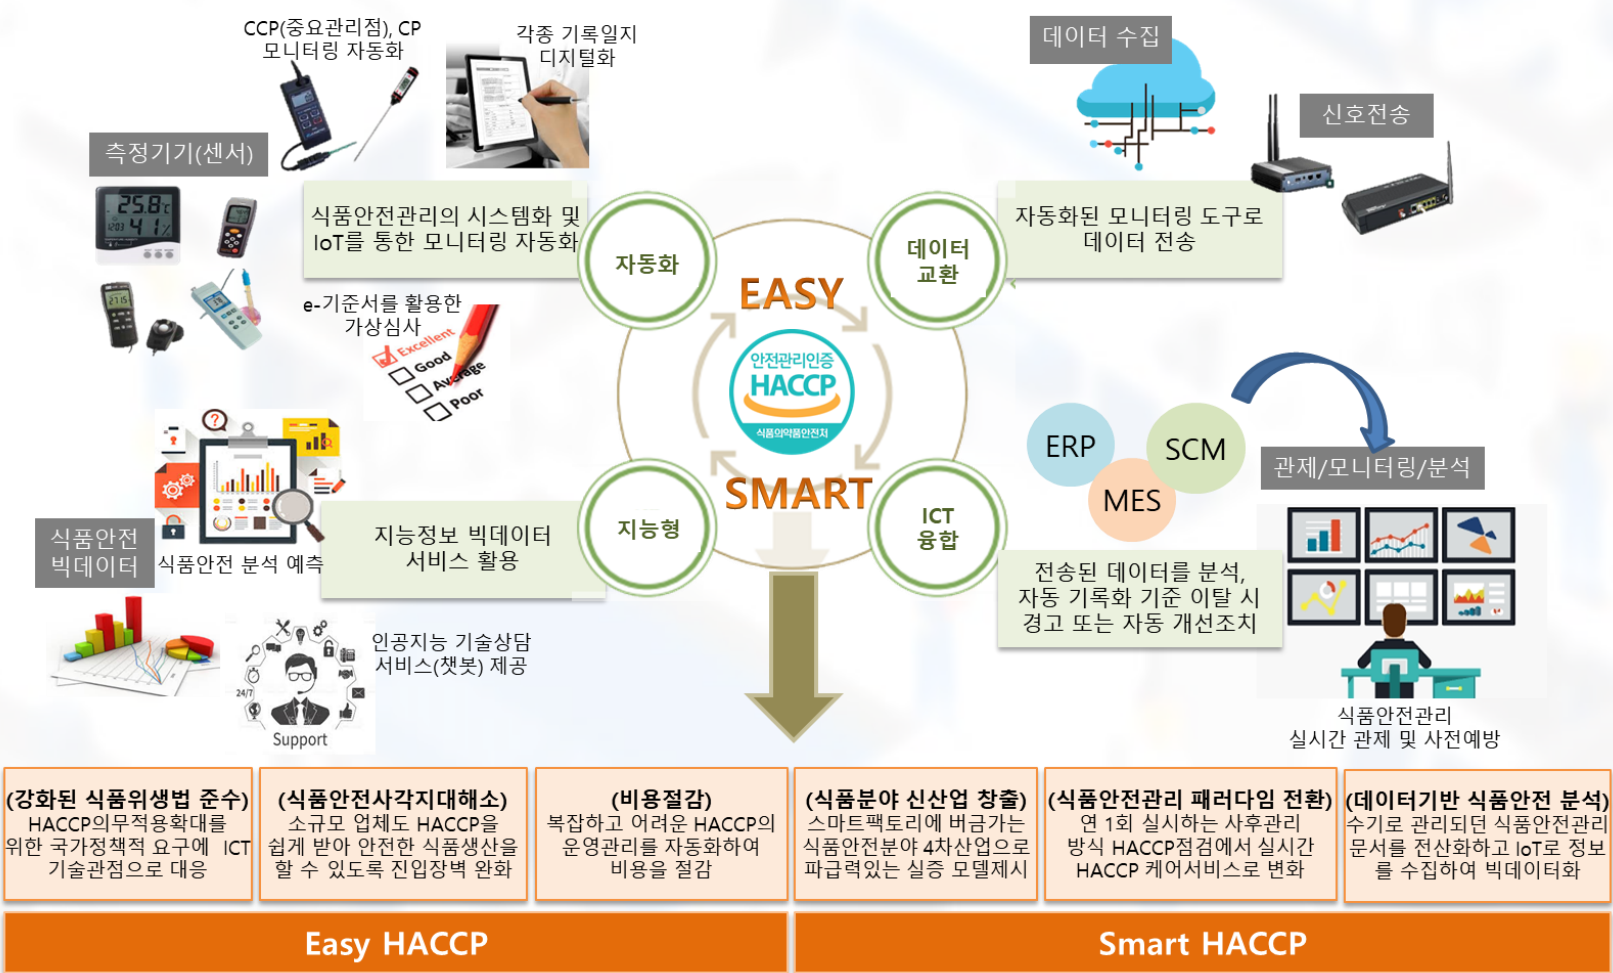 CCP(중요관리점), CP
모니터링 자동화
각종 기록일지
디지털화
측정기기(센서)
25.8℃
41%
식품안전관리의 시스템화 및
IoT를 통한 모니터링 자동화
자동화
e-기준서를 활용한
가상심사
Excellent
Good
Average
Poor
데이터 수집
신호전송
자동화된 모니터링 도구로
데이터 전송
데이터
교환
EASY
안전관리인증
HACCP
식품의약품안전처
SMART
식품안전
빅데이터
식품안전 분석 예측
지능정보 빅데이터
서비스 활용
지능형
24/7
Support
인공지능 기술상담
서비스(챗봇) 제공
ICT
융합
ERP
SCM
MES
관제/모니터링/분석
전송된 데이터를 분석,
자동 기록화 기준 이탈 시
경고 또는 자동 개선조치
식품안전관리
실시간 관제 및 사전예방
(강화된 식품위생법 준수)
HACCP의무적용확대를
위한 국가정책적 요구에 ICT
기술관점으로 대응
(식품안전사각지대해소)
소규모 업체도 HACCP을
쉽게 받아 안전한 식품생산을
할 수 있도록 진입장벽 완화
(비용절감)
복잡하고 어려운 HACCP의
운영관리를 자동화하여
비용을 절감
(식품분야 신산업 창출)
스마트팩토리에 버금가는
식품안전분야 4차산업으로
파급력있는 실증 모델제시
(식품안전관리 패러다임 전환)
연 1회 실시하는 사후관리
방식 HACCP점검에서 실시간
HACCP 케어서비스로 변화
(데이터기반 식품안전 분석)
수기로 관리되던 식품안전관리
문서를 전산화하고 IoT로 정보
를 수집하여 빅데이터화
Easy HACCP
Smart HACCP